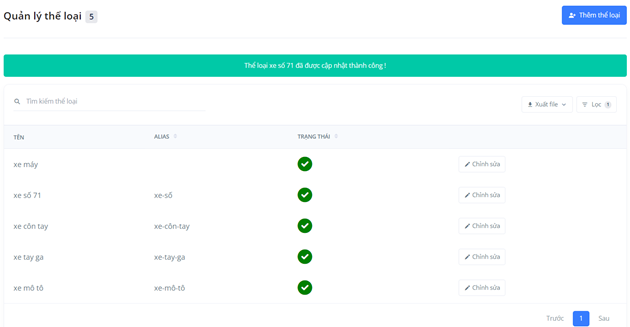 Quản lý thể loại 5
Thêm thể loại
Thể loại xe số 71 đã được cập nhật thành công !
Tìm kiếm thể loại
Xuất file
Lọc 1
TÊN ALIAS TRẠNG THÁI
xe máy Chỉnh sửa
xe số 71 xe-số Chỉnh sửa
xe côn tay xe-côn-tay Chỉnh sửa
xe tay ga xe-tay-ga Chỉnh sửa
xe mô tô xe-mô-tô Chỉnh sửa
Trước 1 Sau